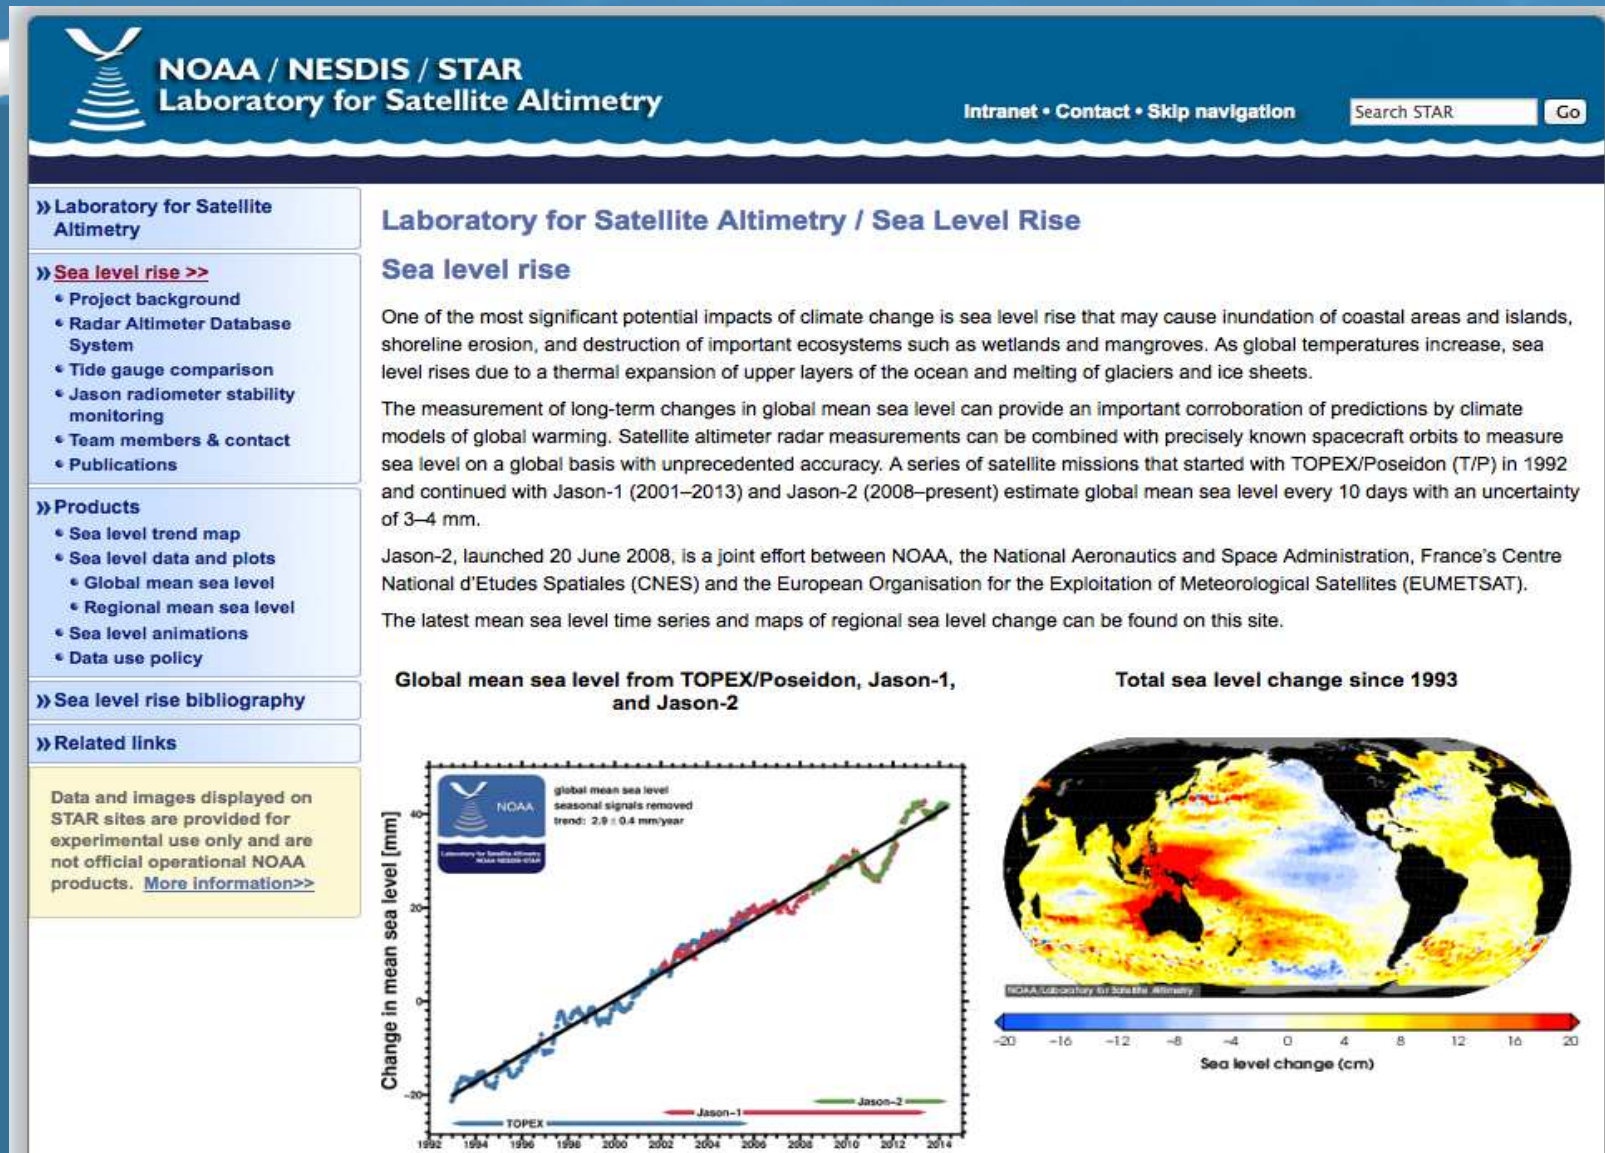 NOAA / NESDIS / STAR
Laboratory for Satellite Altimetry
Intranet • Contact • Skip navigation
Search STAR
Go
» Laboratory for Satellite
Altimetry
» Sea level rise >>
• Project background
• Radar Altimeter Database
System
• Tide gauge comparison
• Jason radiometer stability
monitoring
• Team members & contact
• Publications
» Products
• Sea level trend map
• Sea level data and plots
• Global mean sea level
• Regional mean sea level
• Sea level animations
• Data use policy
» Sea level rise bibliography
» Related links
Data and images displayed on
STAR sites are provided for
experimental use only and are
not official operational NOAA
products. More information>>
Laboratory for Satellite Altimetry / Sea Level Rise
Sea level rise
One of the most significant potential impacts of climate change is sea level rise that may cause inundation of coastal areas and islands,
shoreline erosion, and destruction of important ecosystems such as wetlands and mangroves. As global temperatures increase, sea
level rises due to a thermal expansion of upper layers of the ocean and melting of glaciers and ice sheets.
The measurement of long-term changes in global mean sea level can provide an important corroboration of predictions by climate
models of global warming. Satellite altimeter radar measurements can be combined with precisely known spacecraft orbits to measure
sea level on a global basis with unprecedented accuracy. A series of satellite missions that started with TOPEX/Poseidon (T/P) in 1992
and continued with Jason-1 (2001–2013) and Jason-2 (2008–present) estimate global mean sea level every 10 days with an uncertainty
of 3–4 mm.
Jason-2, launched 20 June 2008, is a joint effort between NOAA, the National Aeronautics and Space Administration, France's Centre
National d'Etudes Spatiales (CNES) and the European Organisation for the Exploitation of Meteorological Satellites (EUMETSAT).
The latest mean sea level time series and maps of regional sea level change can be found on this site.
Global mean sea level from TOPEX/Poseidon, Jason-1,
and Jason-2
NOAA
Laboratory for Satellite Altimetry
NOAA-NESDIS-STAR
global mean sea level
seasonal signals removed
trend: 2.9 ± 0.4 mm/year
Change in mean sea level [mm]
40
20
0
-20
Jason-2
Jason-1
TOPEX
1992 1994 1996 1998 2000 2002 2004 2006 2008 2010 2012 2014
Total sea level change since 1993
NOAA/Laboratory for Satellite Altimetry
-20 -16 -12 -8 -4 0 4 8 12 16 20
Sea level change (cm)